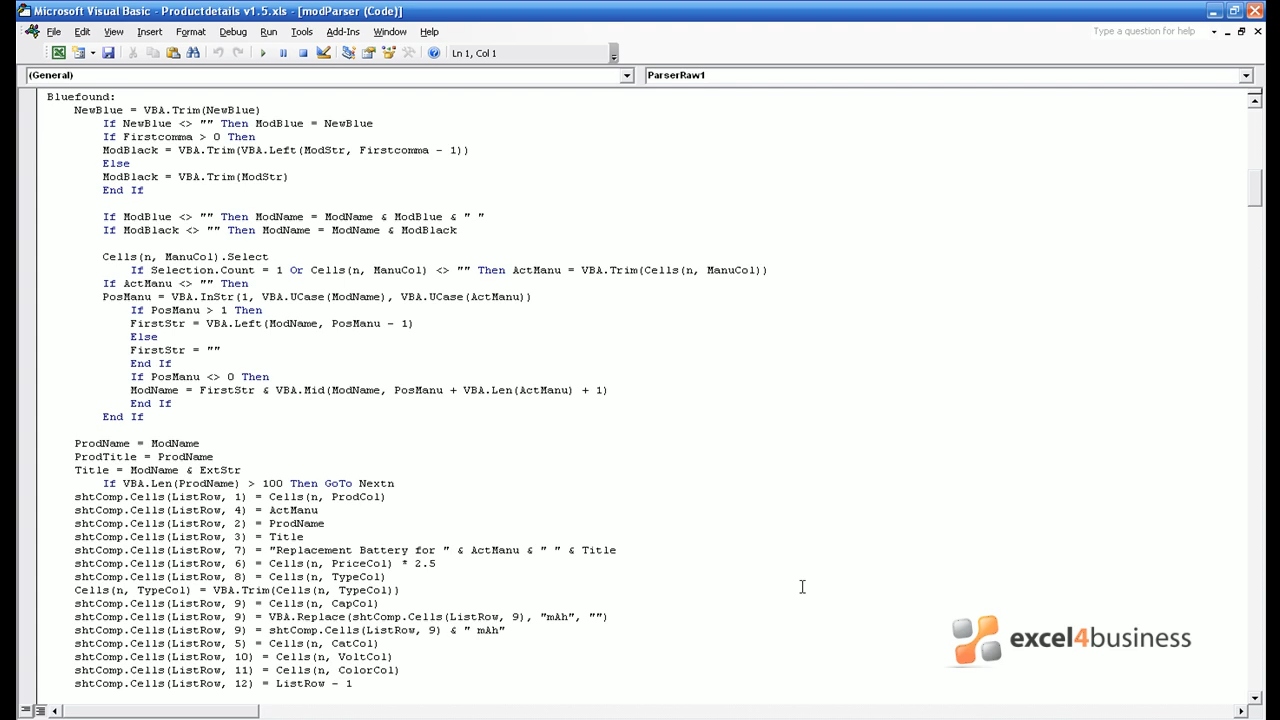 Microsoft Visual Basic - Productdetails v1.5.xls - [modParser (Code)]
File Edit View Insert Format Debug Run Tools Add-Ins Window Help
Type a question for help
Ln 1, Col 1
(General) ParserRaw1
Bluefound:
NewBlue = VBA.Trim(NewBlue)
If NewBlue <> "" Then ModBlue = NewBlue
If Firstcomma > 0 Then
ModBlack = VBA.Trim(VBA.Left(ModStr, Firstcomma - 1))
Else
ModBlack = VBA.Trim(ModStr)
End If
If ModBlue <> "" Then ModName = ModName & ModBlue & " "
If ModBlack <> "" Then ModName = ModName & ModBlack
Cells(n, ManuCol).Select
If Selection.Count = 1 Or Cells(n, ManuCol) <> "" Then ActManu = VBA.Trim(Cells(n, ManuCol))
If ActManu <> "" Then
PosManu = VBA.InStr(1, VBA.UCase(ModName), VBA.UCase(ActManu))
If PosManu > 1 Then
FirstStr = VBA.Left(ModName, PosManu - 1)
Else
FirstStr = ""
End If
If PosManu <> 0 Then
ModName = FirstStr & VBA.Mid(ModName, PosManu + VBA.Len(ActManu) + 1)
End If
End If
ProdName = ModName
ProdTitle = ProdName
Title = ModName & ExtStr
If VBA.Len(ProdName) > 100 Then GoTo Nextn
shtComp.Cells(ListRow, 1) = Cells(n, ProdCol)
shtComp.Cells(ListRow, 4) = ActManu
shtComp.Cells(ListRow, 2) = ProdName
shtComp.Cells(ListRow, 3) = Title
shtComp.Cells(ListRow, 7) = "Replacement Battery for " & ActManu & " " & Title
shtComp.Cells(ListRow, 6) = Cells(n, PriceCol) * 2.5
shtComp.Cells(ListRow, 8) = Cells(n, TypeCol)
Cells(n, TypeCol) = VBA.Trim(Cells(n, TypeCol))
shtComp.Cells(ListRow, 9) = Cells(n, CapCol)
shtComp.Cells(ListRow, 9) = VBA.Replace(shtComp.Cells(ListRow, 9), "mAh", "")
shtComp.Cells(ListRow, 9) = shtComp.Cells(ListRow, 9) & " mAh"
shtComp.Cells(ListRow, 5) = Cells(n, CatCol)
shtComp.Cells(ListRow, 10) = Cells(n, VoltCol)
shtComp.Cells(ListRow, 11) = Cells(n, ColorCol)
shtComp.Cells(ListRow, 12) = ListRow - 1
excel4business